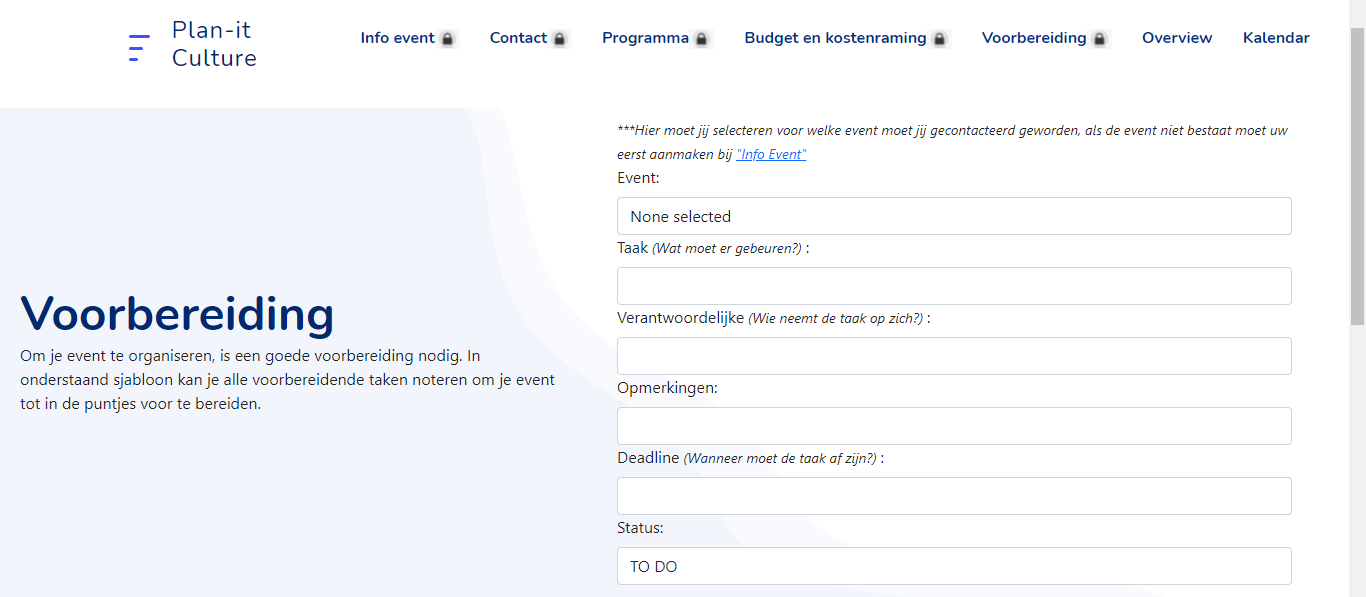 Plan-it
Culture
Info event
Contact
Programma
Budget en kostenraming
Voorbereiding
Overview
Kalendar
Voorbereiding
Om je event te organiseren, is een goede voorbereiding nodig. In
onderstaand sjabloon kan je alle voorbereidende taken noteren om je event
tot in de puntjes voor te bereiden.
***Hier moet jij selecteren voor welke event moet jij gecontacteerd geworden, als de event niet bestaat moet uw
eerst aanmaken bij "Info Event"
Event:
None selected
Taak (Wat moet er gebeuren?) :
Verantwoordelijke (Wie neemt de taak op zich?) :
Opmerkingen:
Deadline (Wanneer moet de taak af zijn?) :
Status:
TO DO